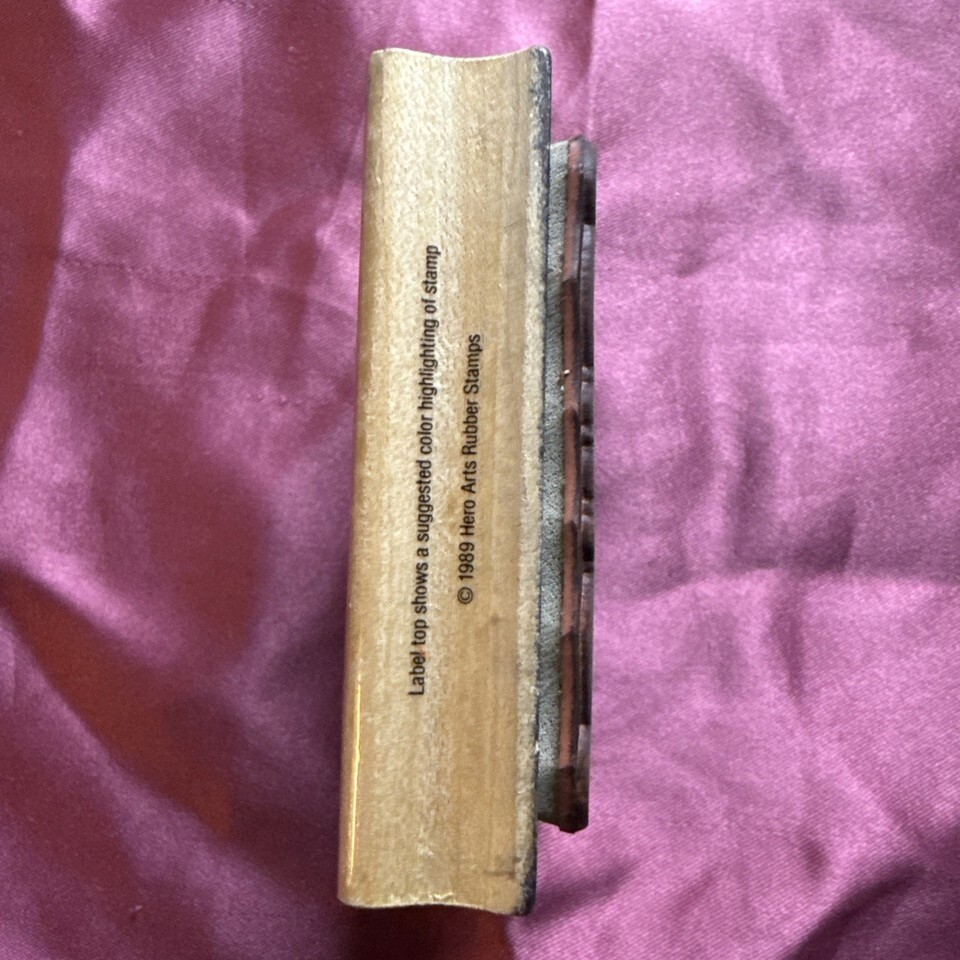 Label top shows a suggested color highlighting of stamp
© 1989 Hero Arts Rubber Stamps